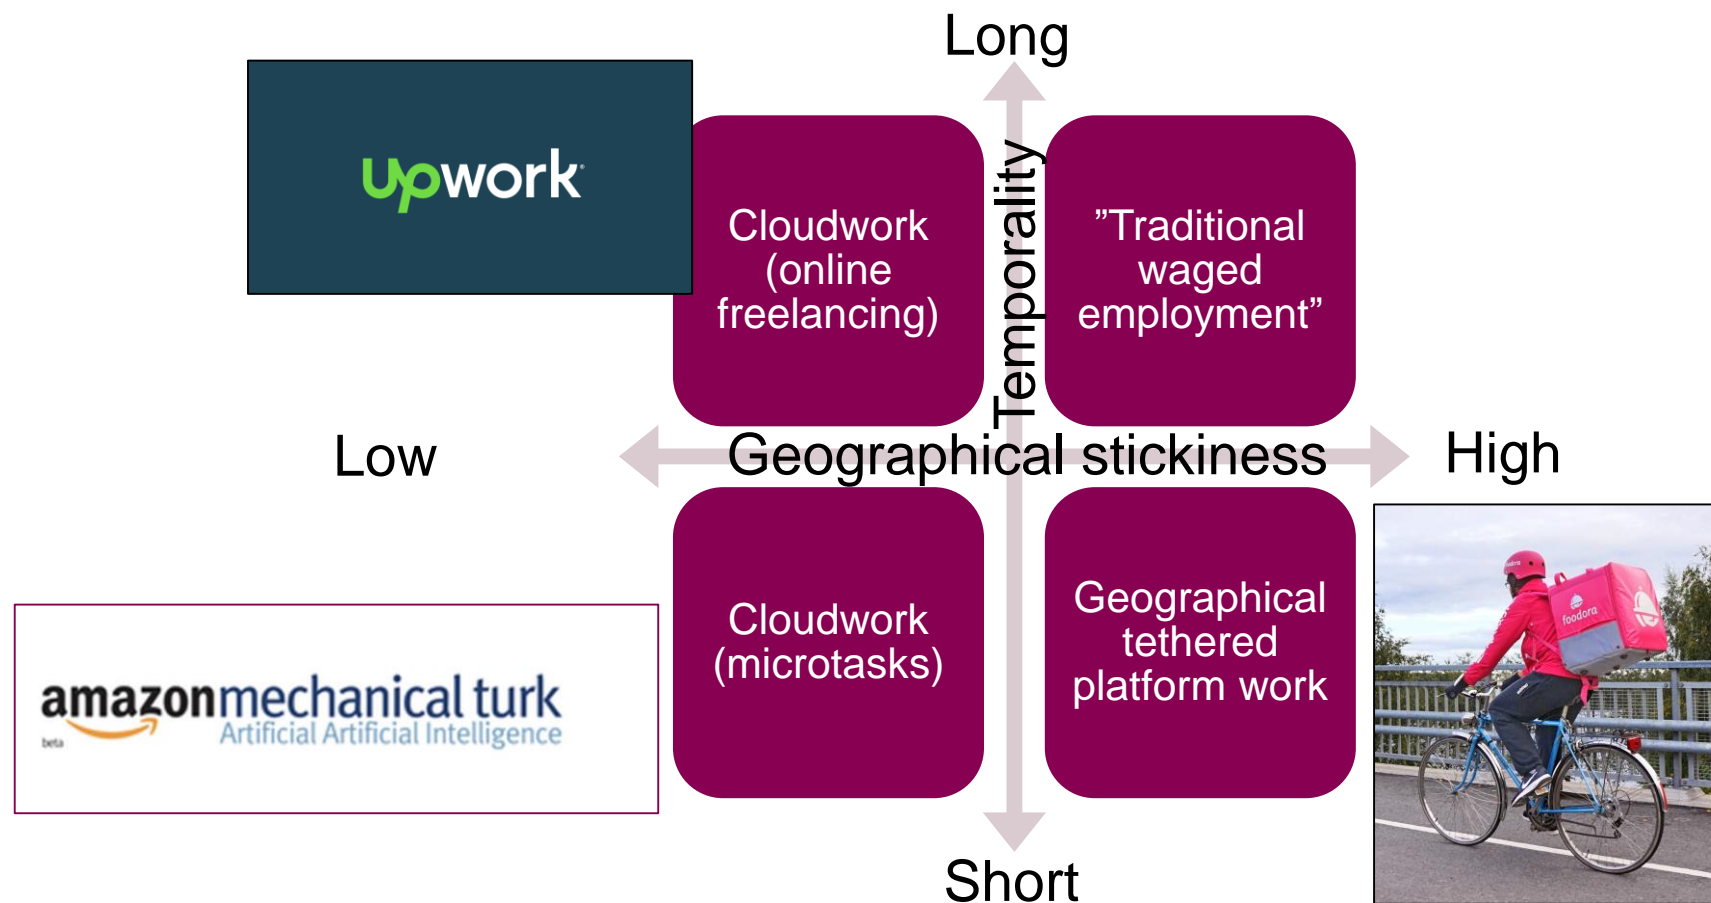 Long
upwork
Cloudwork
(online
freelancing)
Temporality
”Traditional
waged
employment”
Low
Geographical stickiness
High
amazonmechanical turk
beta
Artificial Artificial Intelligence
Cloudwork
(microtasks)
Geographical
tethered
platform work
foodora
Short